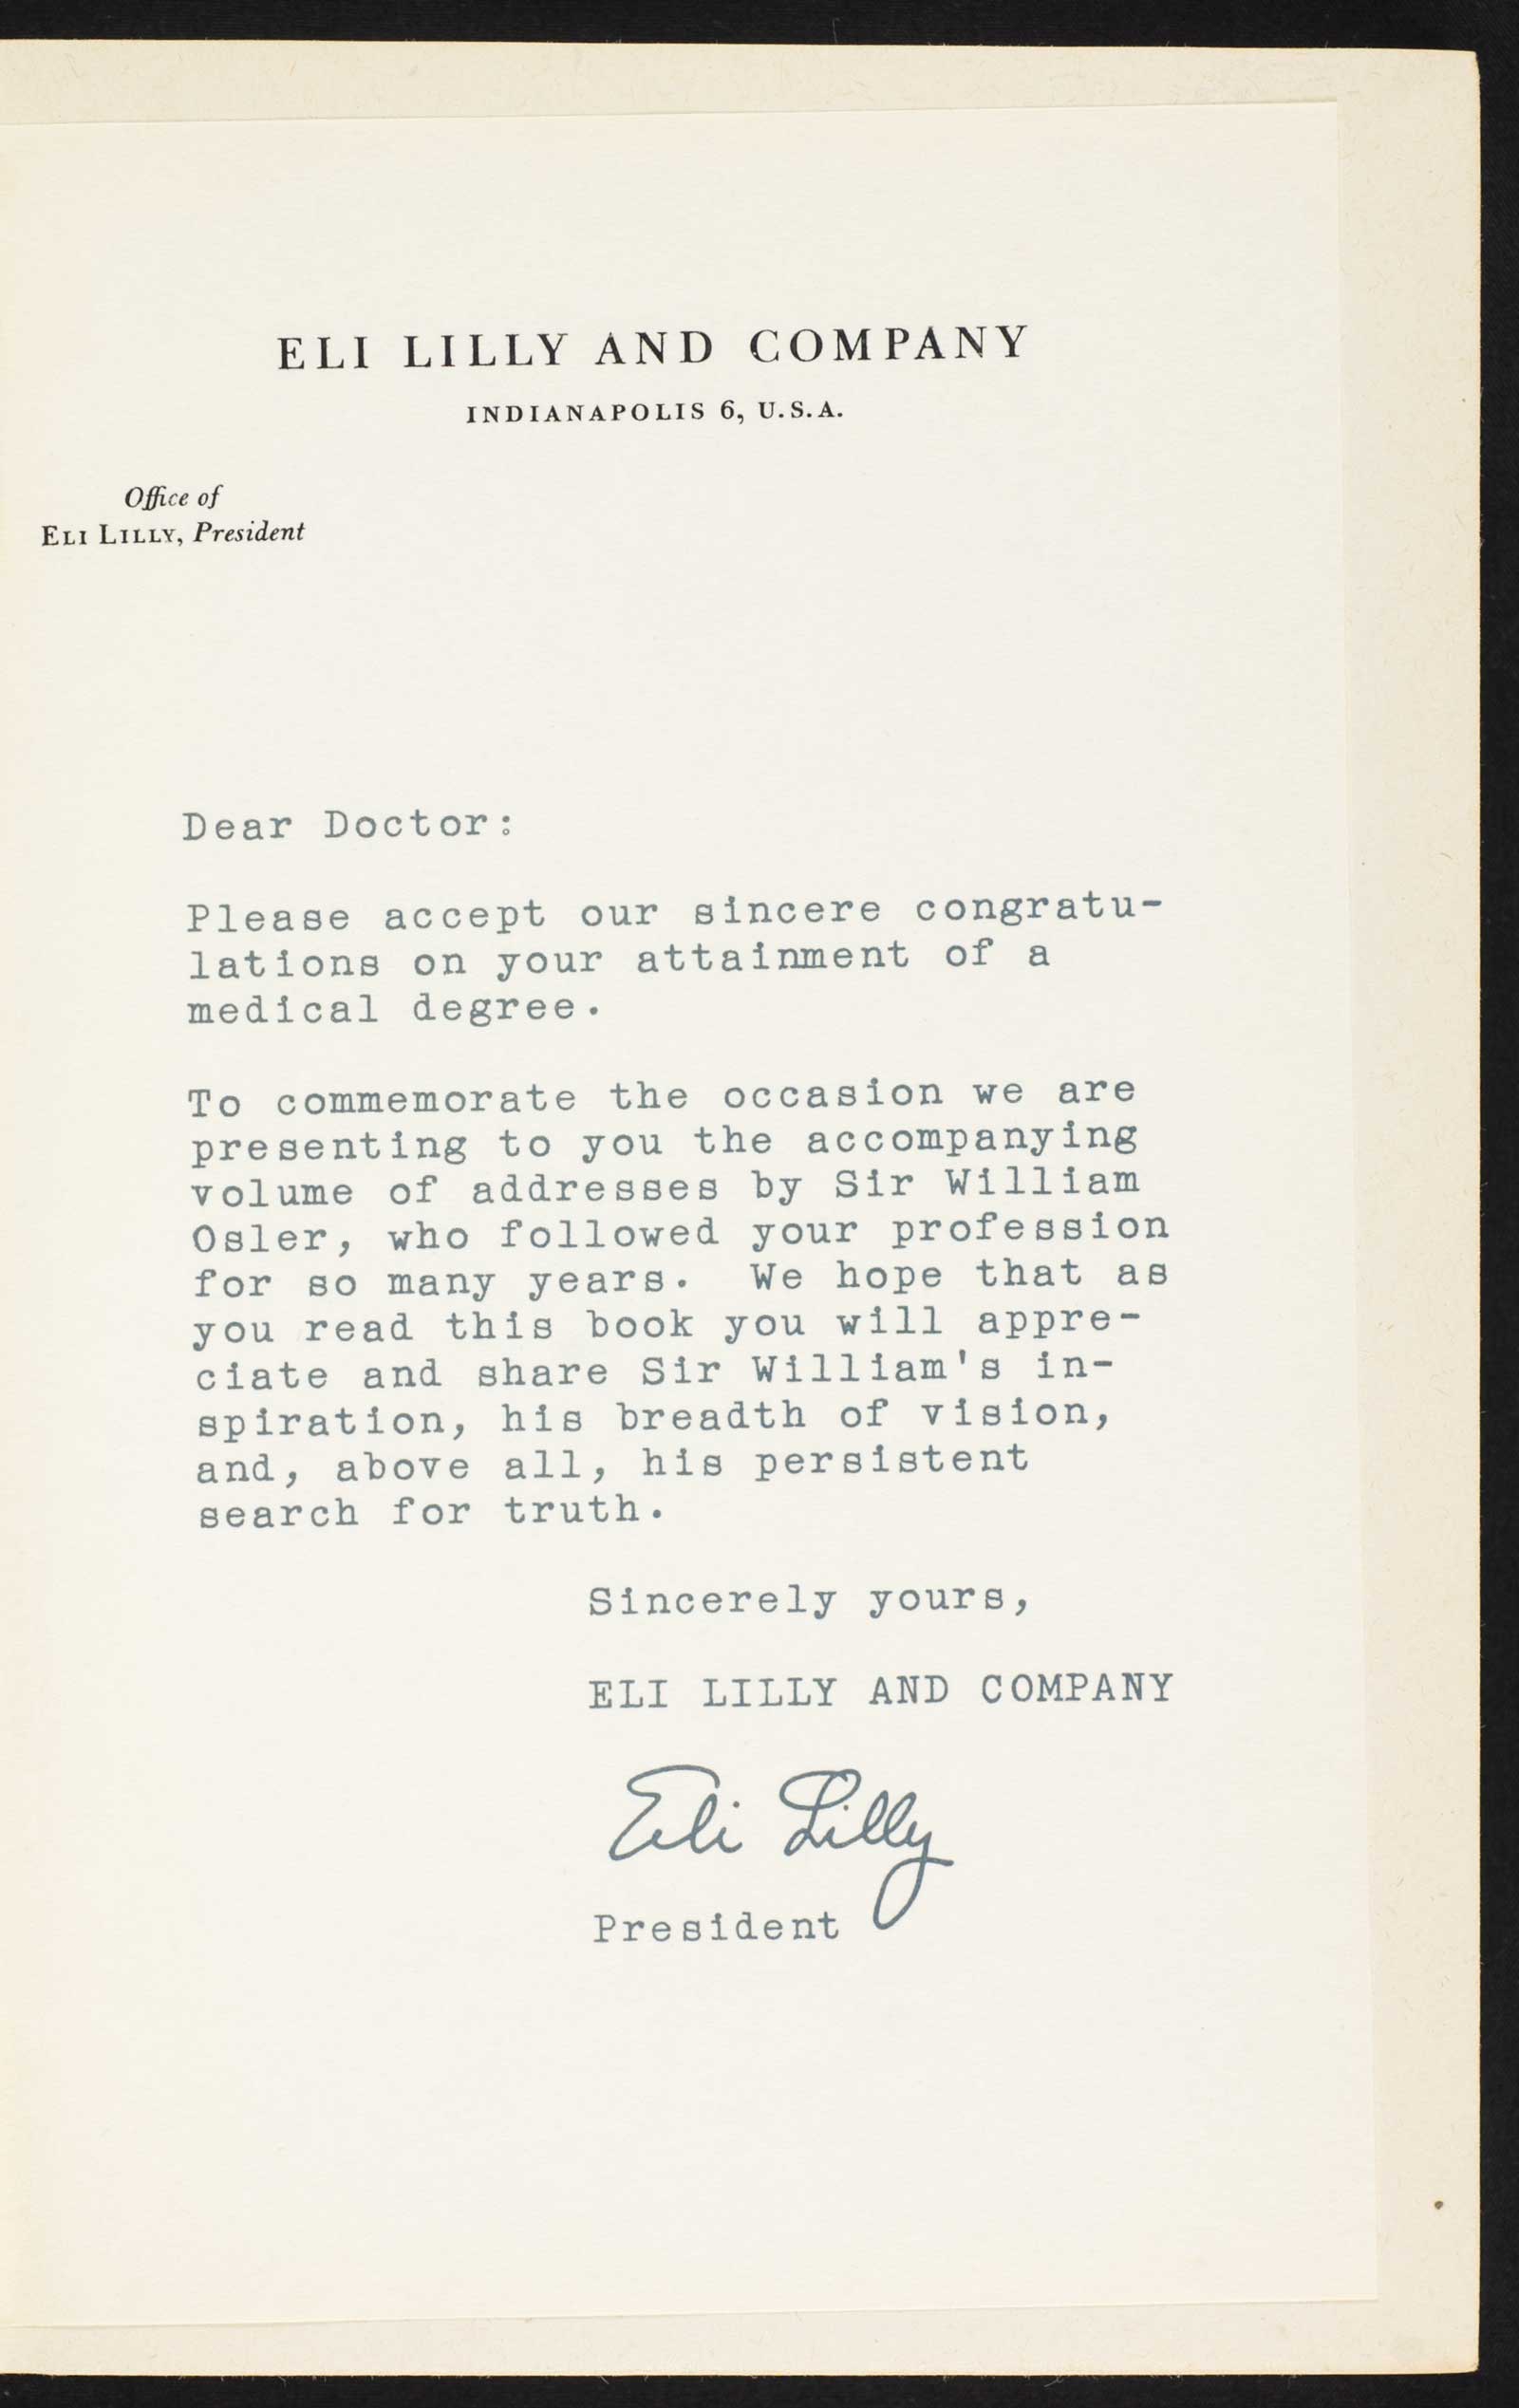 ELI LILLY AND COMPANY
INDIANAPOLIS 6, U.S.A.
Office of
ELI LILLY, President
Dear Doctor:
Please accept our sincere congratu-
lations on your attainment of a
medical degree.
To commemorate the occasion we are
presenting to you the accompanying
volume of addresses by Sir William
Osler, who followed your profession
for so many years. We hope that as
you read this book you will appre-
ciate and share Sir William's in-
spiration, his breadth of vision,
and, above all, his persistent
search for truth.
Sincerely yours,
ELI LILLY AND COMPANY
Eli Lilly
President